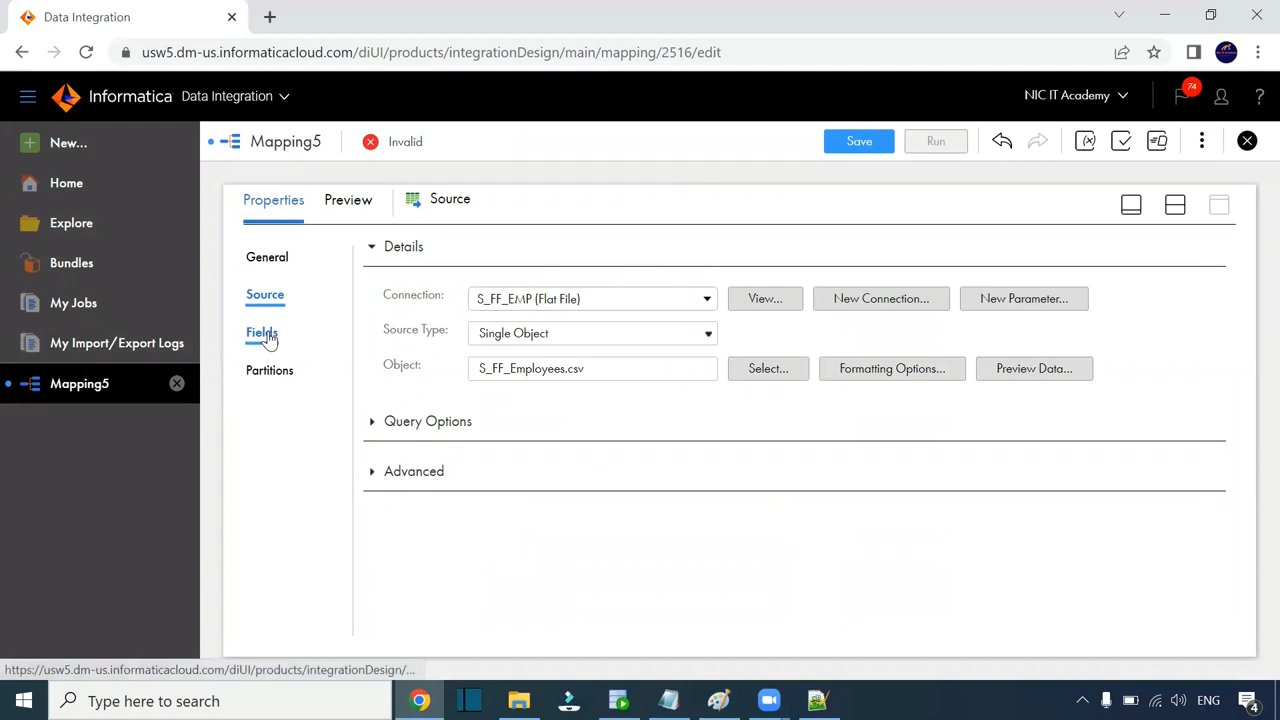 Data Integration
usw5.dm-us.informaticacloud.com/diUI/products/integrationDesign/main/mapping/2516/edit
Informatica Data Integration
NIC IT Academy
74
New...
Mapping5
Invalid
Save
Run
Home
Explore
Bundles
My Jobs
My Import/Export Logs
Mapping5
Properties
Preview
Source
General
Source
Fields
Partitions
Details
Connection: S_FF_EMP (Flat File) View... New Connection... New Parameter...
Source Type: Single Object
Object: S_FF_Employees.csv Select... Formatting Options... Preview Data...
Query Options
Advanced
https://usw5.dm-us.informaticacloud.com/diUI/products/integrationDesign/...
Type here to search
ENG
4